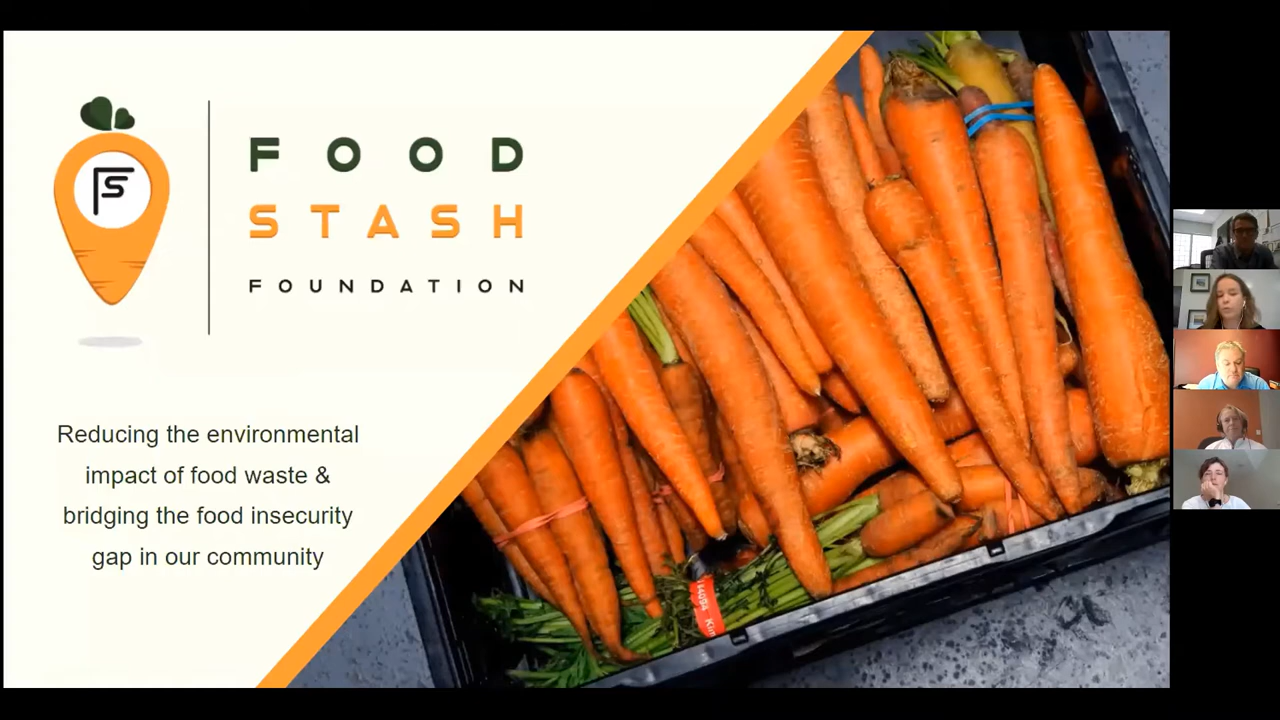 FS
FOOD
STASH
FOUNDATION
Reducing the environmental
impact of food waste &
bridging the food insecurity
gap in our community
#4094